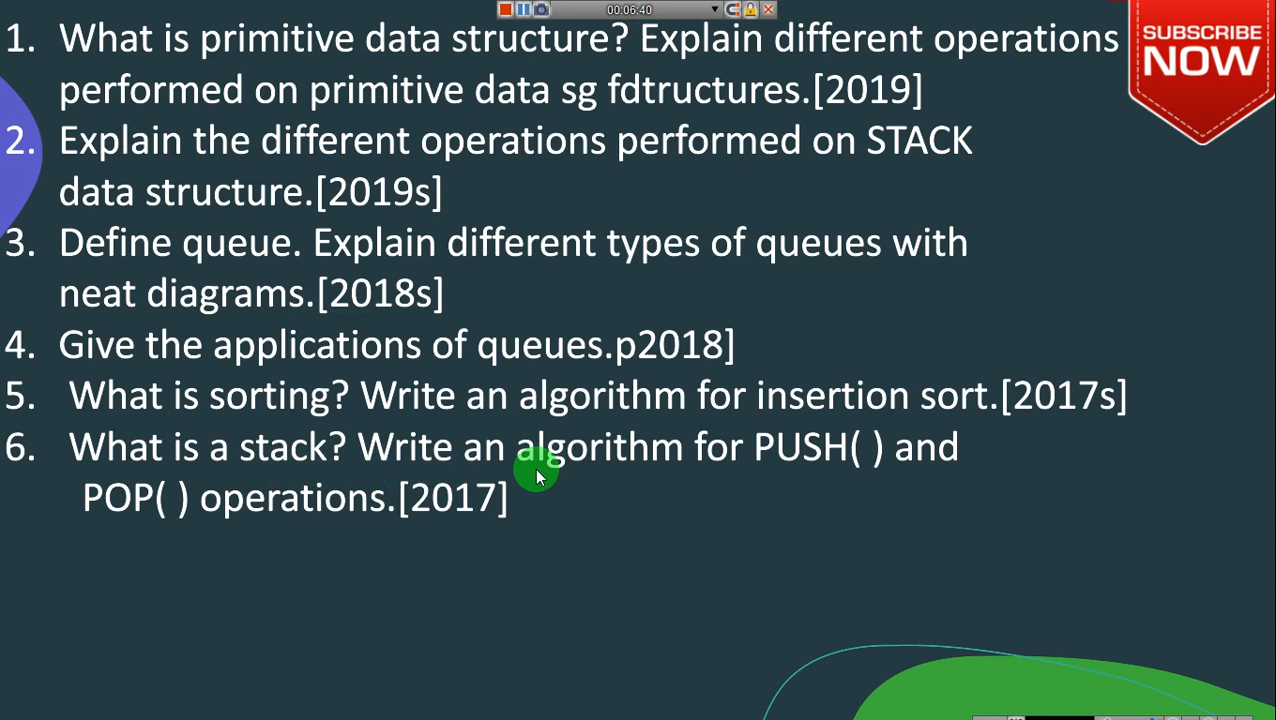 00:06:40
1. What is primitive data structure? Explain different operations
performed on primitive data sg fdtructures.[2019]
2. Explain the different operations performed on STACK
data structure.[2019s]
3. Define queue. Explain different types of queues with
neat diagrams.[2018s]
4. Give the applications of queues.p2018]
5. What is sorting? Write an algorithm for insertion sort.[2017s]
6. What is a stack? Write an algorithm for PUSH( ) and
POP( ) operations.[2017]
SUBSCRIBE
NOW